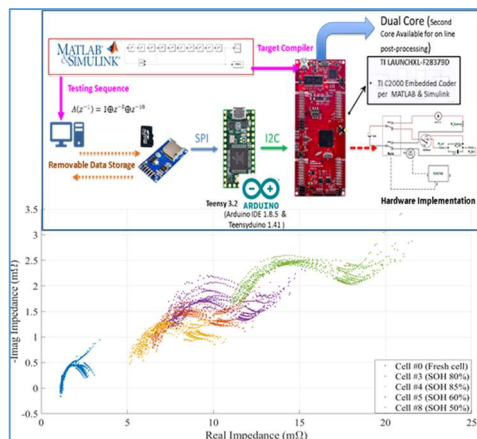 MATLAB
&SIMULINK
Target Compiler
Dual Core (Second
Core Available for on line
post-processing)
TI LAUNCHXL-F28379D
• TI C2000 Embedded Coder
per MATLAB & Simulink
Testing Sequence
Λ(z⁻¹) = 1⊕z⁻³⊕z⁻¹⁰
SPI
I2C
Removable Data Storage
Teensy 3.2
ARDUINO
(Arduino IDE 1.8.5 &
Teensyduino 1.41 )
Hardware Implementation
3.5
3
2.5
2
1.5
1
0.5
0
-0.5
-Imag Impedance (mΩ)
0 5 10 15 20 25
Real Impedance (mΩ)
Cell #0 (Fresh cell)
Cell #3 (SOH 80%)
Cell #4 (SOH 85%)
Cell #5 (SOH 60%)
Cell #8 (SOH 50%)